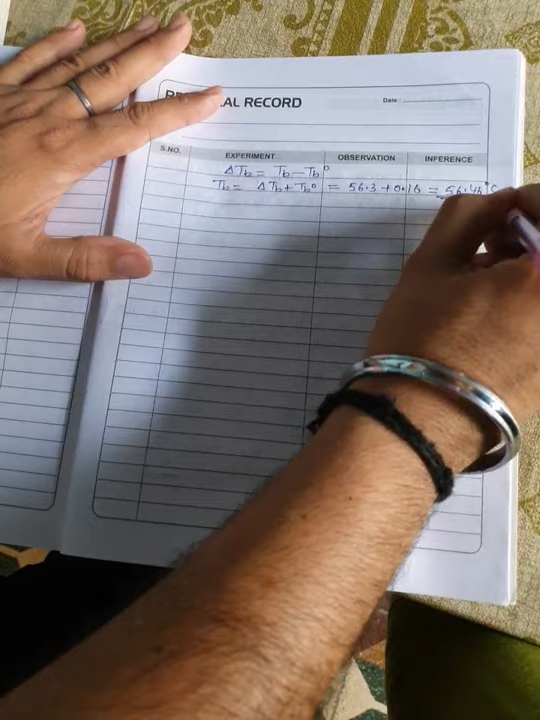 AL RECORD
Date :
S.NO. EXPERIMENT OBSERVATION INFERENCE
ΔTb = Tb - Tb°
Tb = ΔTb + Tb° = 56.3 + 0.16 = 56.46°C